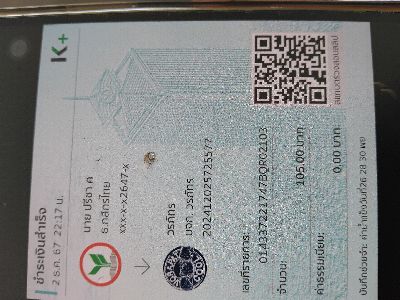 ชำระเงินสำเร็จ
2 ธ.ค. 67 22:17 น.
K+
นาย ปรีชา ศ
ธ.กสิกรไทย
xxx-x-x2647-x
วรภัทร
VORAPAT
COOL
บจก. วรภัทร
202412025725577
เลขที่รายการ:
014337221747BQR02103
จำนวน:
105.00 บาท
ค่าธรรมเนียม:
0.00 บาท
สแกนตรวจสอบสลิป
บันทึกช่วยจำ: ค่าน้ำแข็งวันที่26 28 30 พย